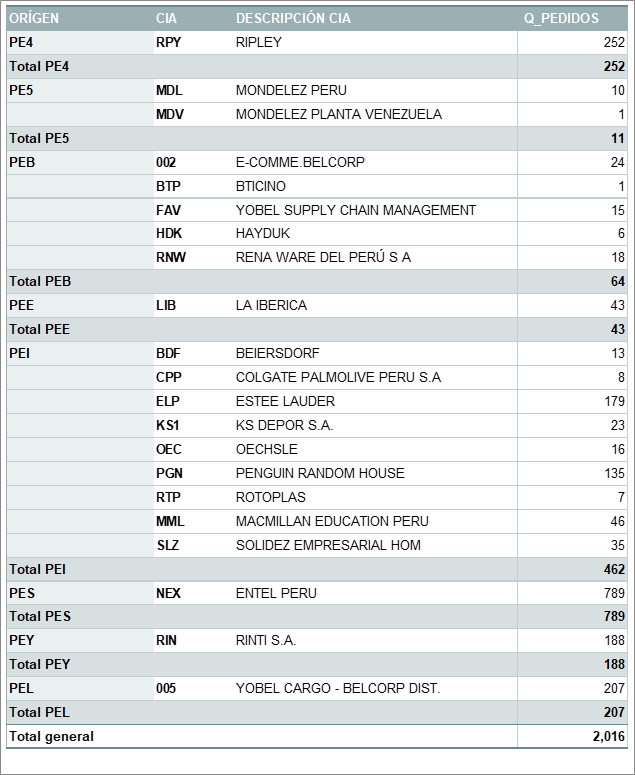 ORÍGEN CIA DESCRIPCIÓN CIA Q_PEDIDOS
PE4 RPY RIPLEY 252
Total PE4 252
PE5 MDL MONDELEZ PERU 10
MDV MONDELEZ PLANTA VENEZUELA 1
Total PE5 11
PEB 002 E-COMME.BELCORP 24
BTP BTICINO 1
FAV YOBEL SUPPLY CHAIN MANAGEMENT 15
HDK HAYDUK 6
RNW RENA WARE DEL PERÚ S A 18
Total PEB 64
PEE LIB LA IBERICA 43
Total PEE 43
PEI BDF BEIERSDORF 13
CPP COLGATE PALMOLIVE PERU S.A 8
ELP ESTEE LAUDER 179
KS1 KS DEPOR S.A. 23
OEC OECHSLE 16
PGN PENGUIN RANDOM HOUSE 135
RTP ROTOPLAS 7
MML MACMILLAN EDUCATION PERU 46
SLZ SOLIDEZ EMPRESARIAL HOM 35
Total PEI 462
PES NEX ENTEL PERU 789
Total PES 789
PEY RIN RINTI S.A. 188
Total PEY 188
PEL 005 YOBEL CARGO - BELCORP DIST. 207
Total PEL 207
Total general 2,016